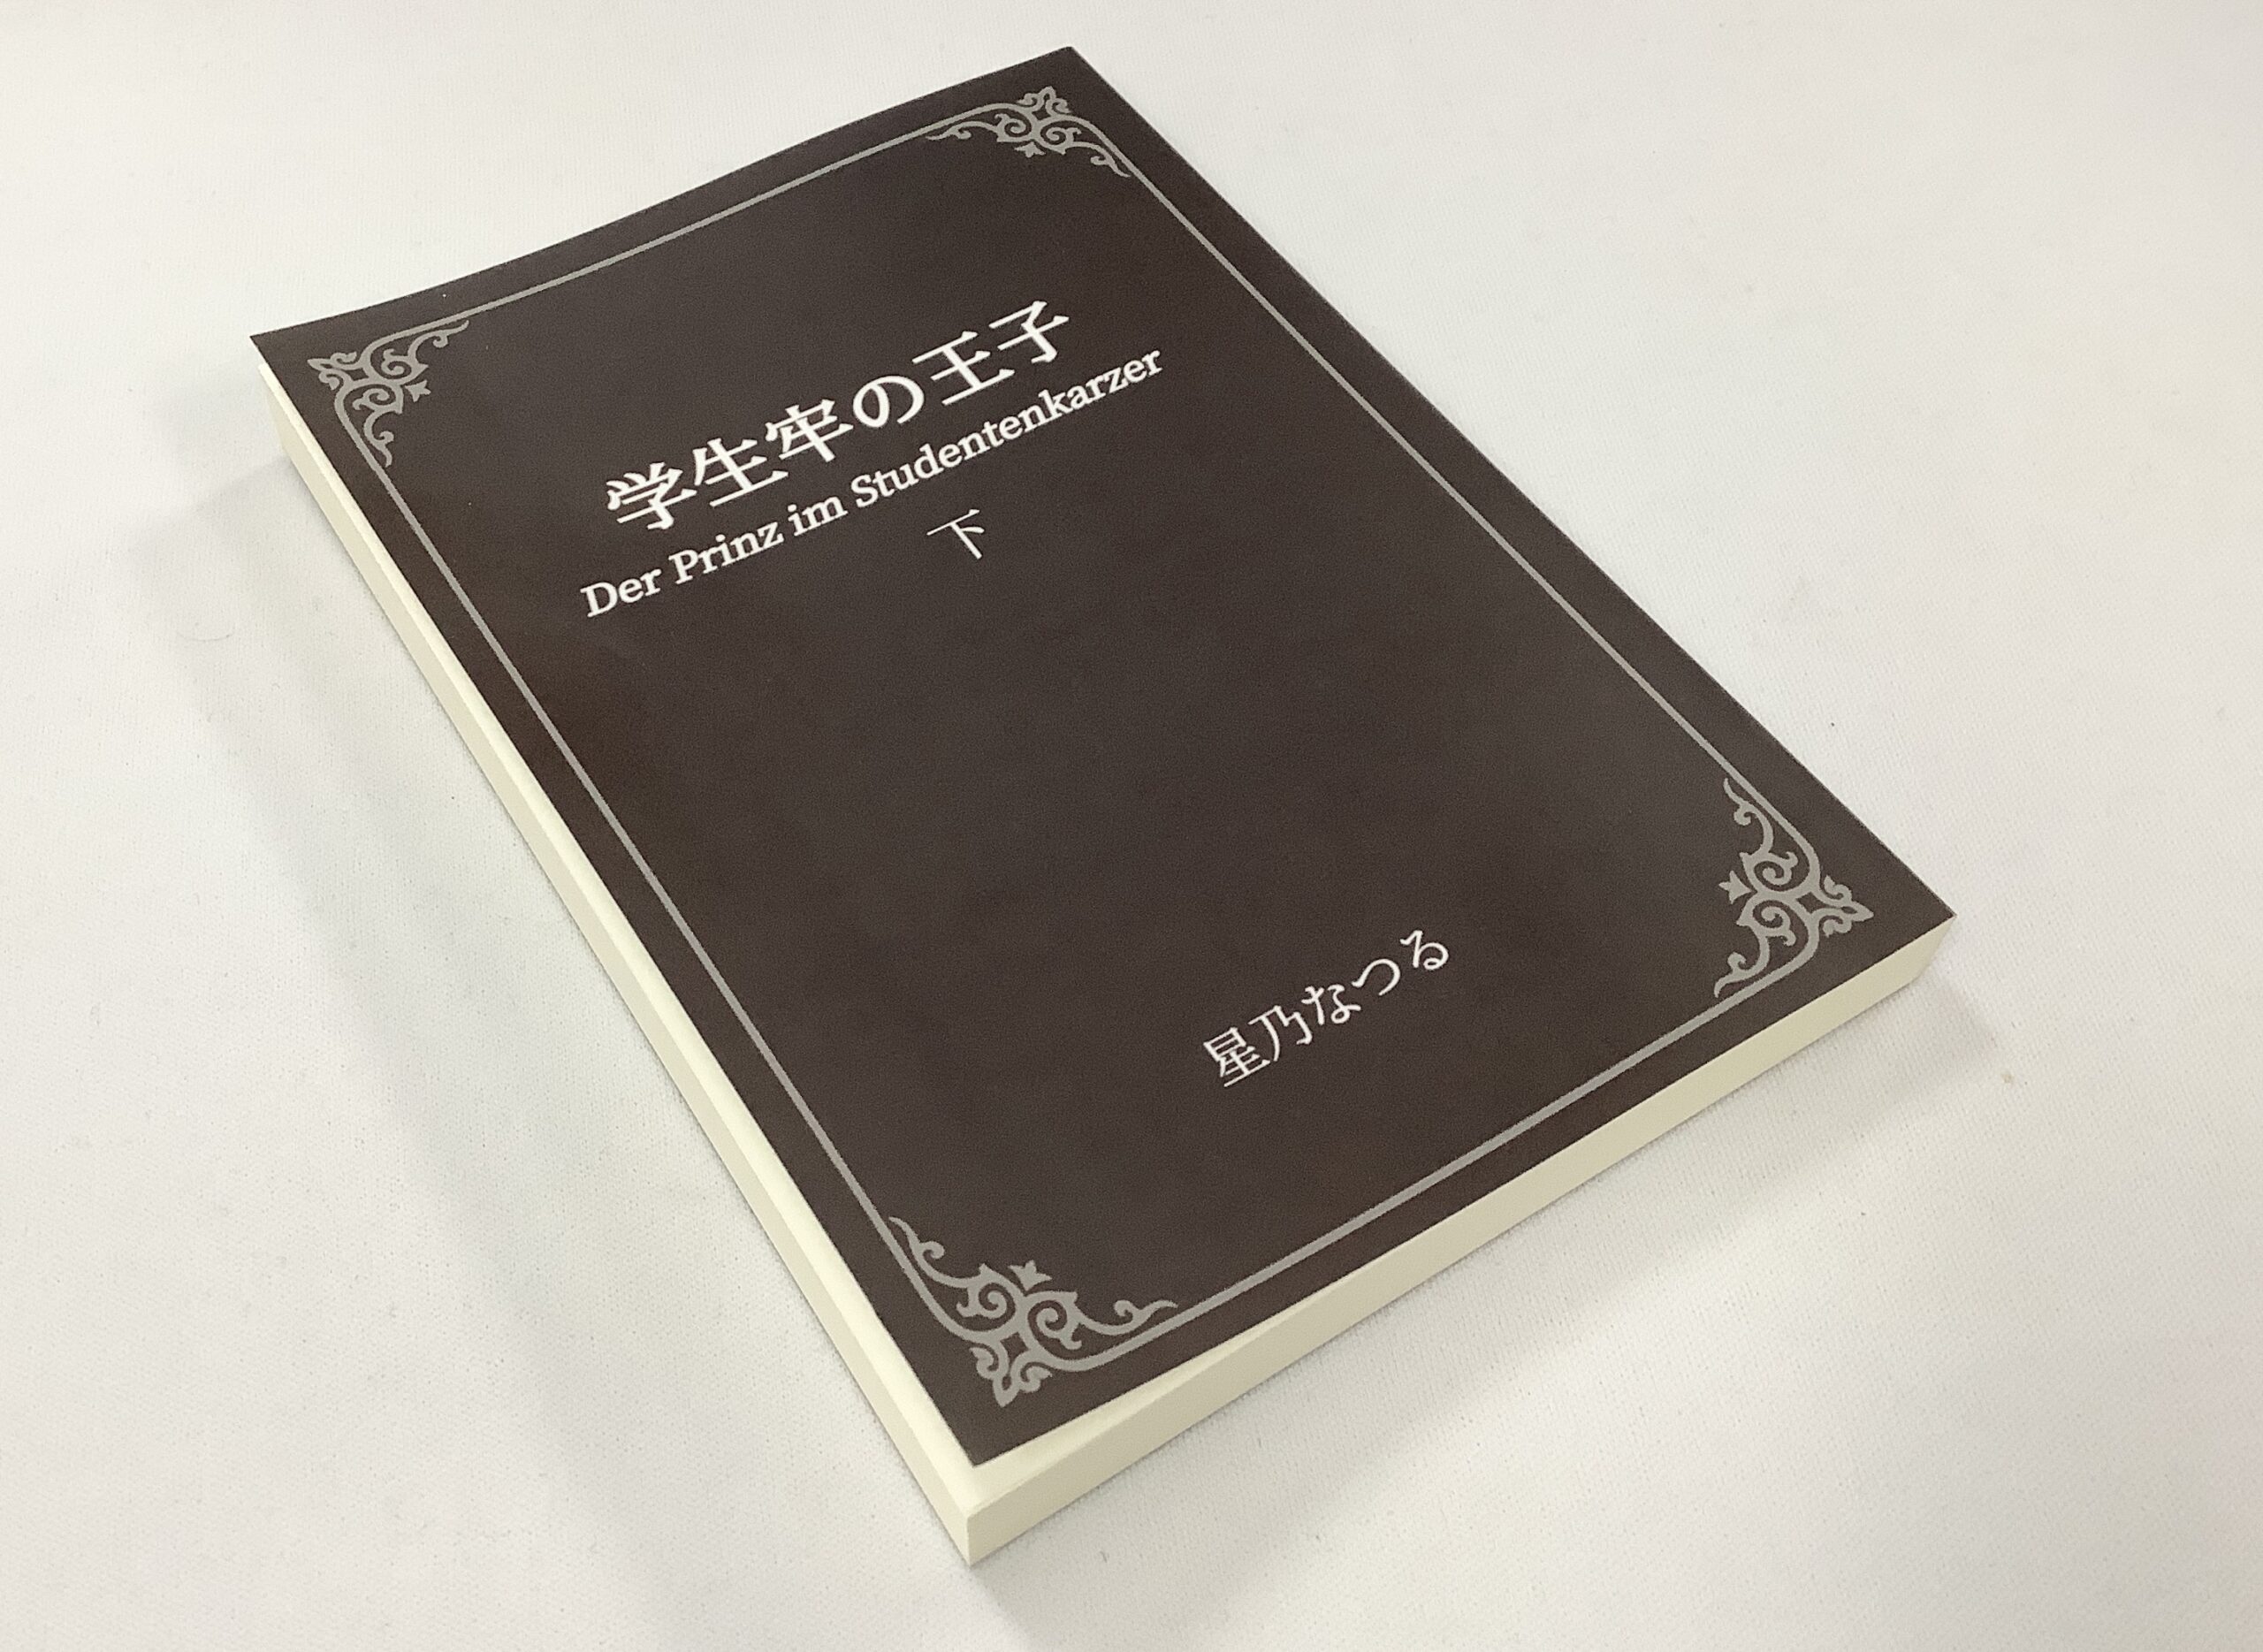 学生牢の王子
Der Prinz im Studentenkarzer
下
星乃なつる